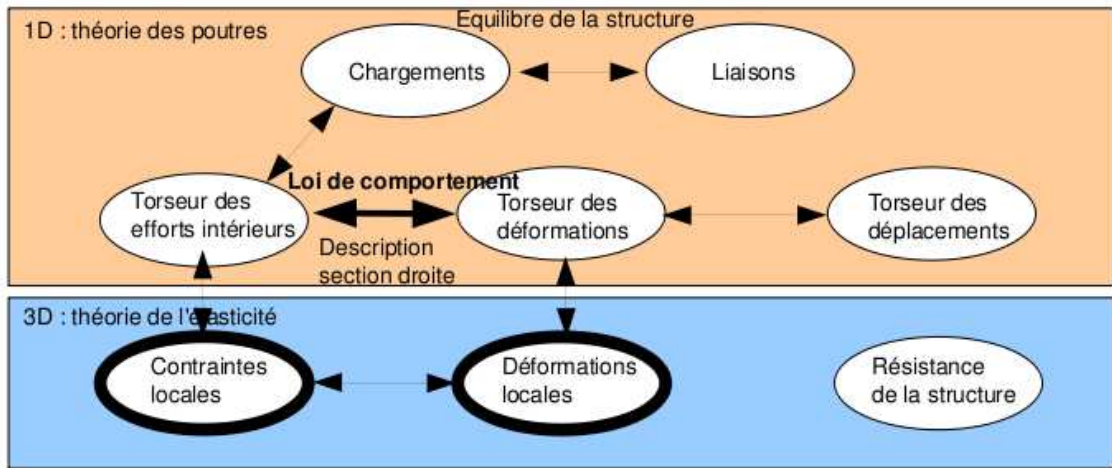 Equilibre de la structure
1D : théorie des poutres
Chargements
Liaisons
Loi de comportement
Torseur des
efforts intérieurs
Torseur des
déformations
Torseur des
déplacements
Description
section droite
3D : théorie de l'élasticité
Contraintes
locales
Déformations
locales
Résistance
de la structure